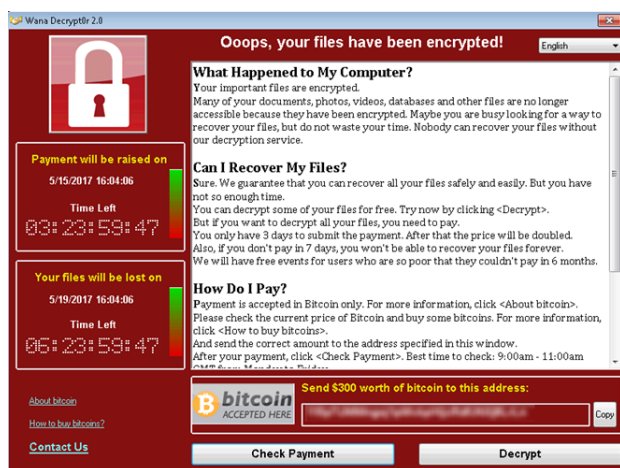 Wana Decrypt0r 2.0
Ooops, your files have been encrypted!
English
Payment will be raised on
5/15/2017 16:04:06
Time Left
03:23:59:47
Your files will be lost on
5/19/2017 16:04:06
Time Left
06:23:59:47
About bitcoin
How to buy bitcoins?
Contact Us
What Happened to My Computer?
Your important files are encrypted.
Many of your documents, photos, videos, databases and other files are no longer
accessible because they have been encrypted. Maybe you are busy looking for a way to
recover your files, but do not waste your time. Nobody can recover your files without
our decryption service.
Can I Recover My Files?
Sure. We guarantee that you can recover all your files safely and easily. But you have
not so enough time.
You can decrypt some of your files for free. Try now by clicking <Decrypt>.
But if you want to decrypt all your files, you need to pay.
You only have 3 days to submit the payment. After that the price will be doubled.
Also, if you don't pay in 7 days, you won't be able to recover your files forever.
We will have free events for users who are so poor that they couldn't pay in 6 months.
How Do I Pay?
Payment is accepted in Bitcoin only. For more information, click <About bitcoin>.
Please check the current price of Bitcoin and buy some bitcoins. For more information,
click <How to buy bitcoins>.
And send the correct amount to the address specified in this window.
After your payment, click <Check Payment>. Best time to check: 9:00am - 11:00am
GMT from Monday to Friday.
bitcoin
ACCEPTED HERE
Send $300 worth of bitcoin to this address:
Copy
Check Payment
Decrypt